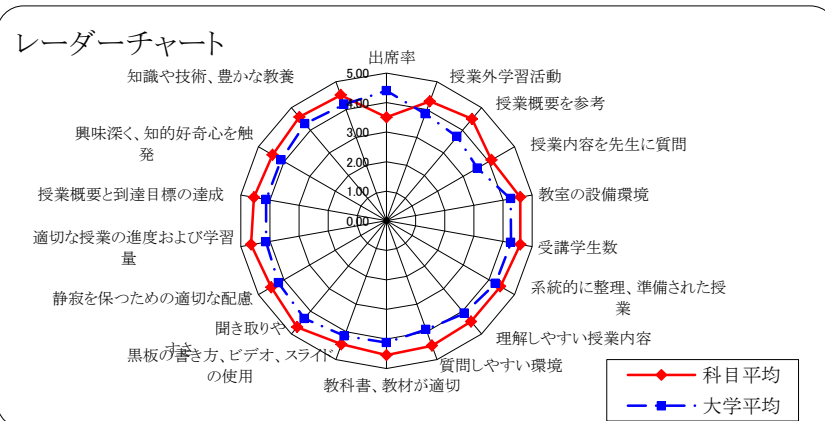 レーダーチャート
出席率
授業外学習活動
授業概要を参考
授業内容を先生に質問
教室の設備環境
受講学生数
系統的に整理、準備された授
業
理解しやすい授業内容
質問しやすい環境
教科書、教材が適切
黒板の書き方、ビデオ、スライド
の使用
聞き取りや
すさ
静寂を保つための適切な配慮
適切な授業の進度および学習
量
授業概要と到達目標の達成
興味深く、知的好奇心を触
発
知識や技術、豊かな教養
5.00
4.00
3.00
2.00
1.00
0.00
科目平均
大学平均